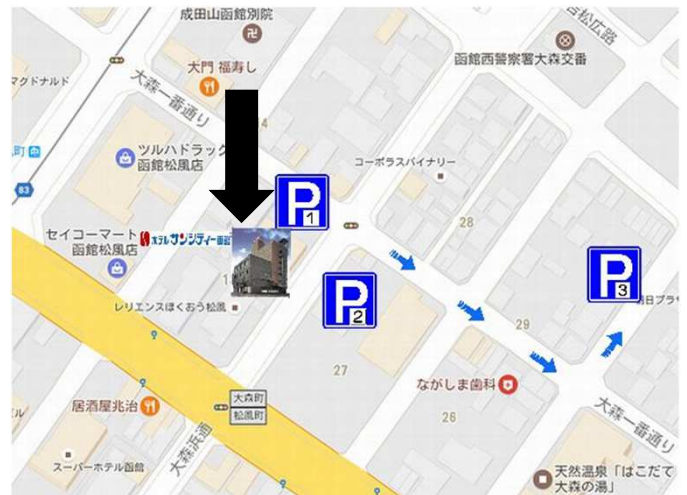 成田山函館別院
大門 福寿し
函館西警察署大森交番
マクドナルド
大森一番通り
ツルハドラッグ
函館松風店
コーポラスバイナリー
83
P
1
28
セイコーマート
函館松風店
ホテルサンシティー函館
P
2
P
3
レリエンスほくおう松風
29
27
ながしま歯科
26
居酒屋兆治
大森町
松風町
大森浜通
大森一番通り
スーパーホテル函館
天然温泉「はこだて
大森の湯」